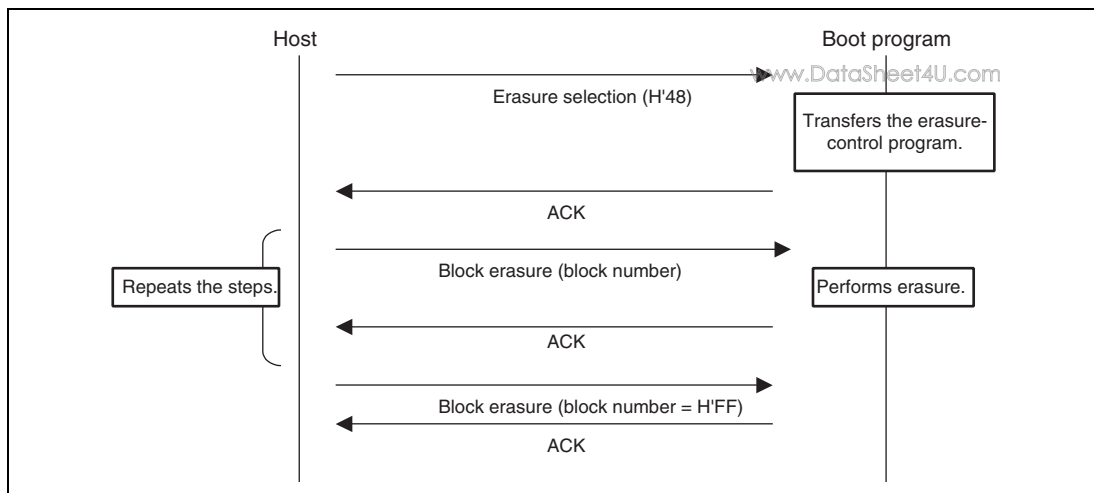 Host
Boot program
www.DataSheet4U.com
Erasure selection (H'48)
Transfers the erasure-
control program.
ACK
Block erasure (block number)
Repeats the steps.
Performs erasure.
ACK
Block erasure (block number = H'FF)
ACK